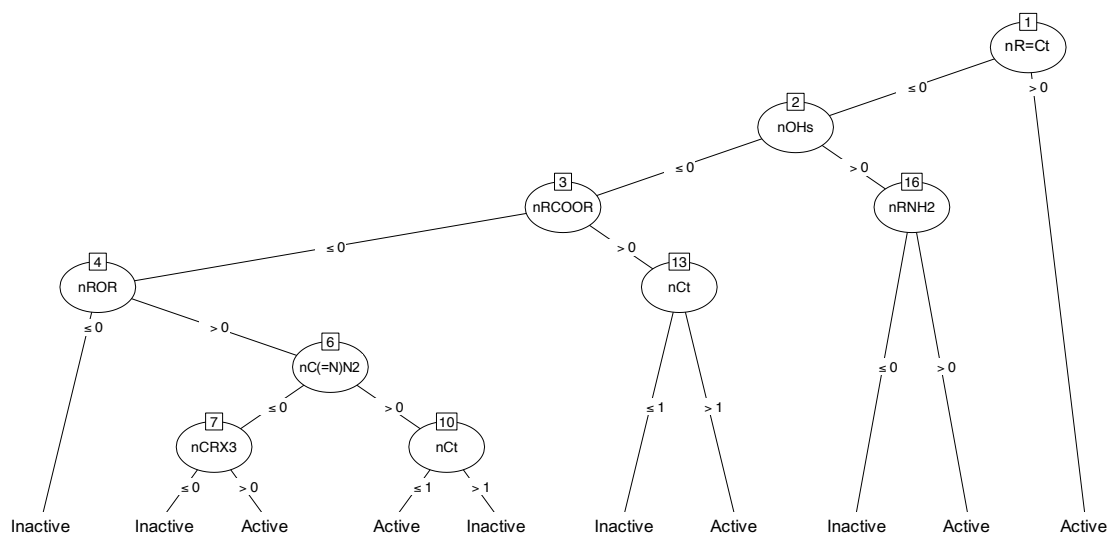 1
nR=Ct
≤ 0
> 0
2
nOHs
≤ 0
> 0
3
nRCOOR
16
nRNH2
≤ 0
> 0
4
nROR
13
nCt
≤ 0
> 0
6
nC(=N)N2
≤ 0
> 0
≤ 0
> 0
≤ 1
> 1
7
nCRX3
10
nCt
≤ 0
> 0
≤ 1
> 1
Inactive
Inactive
Active
Active
Inactive
Inactive
Active
Inactive
Active
Active